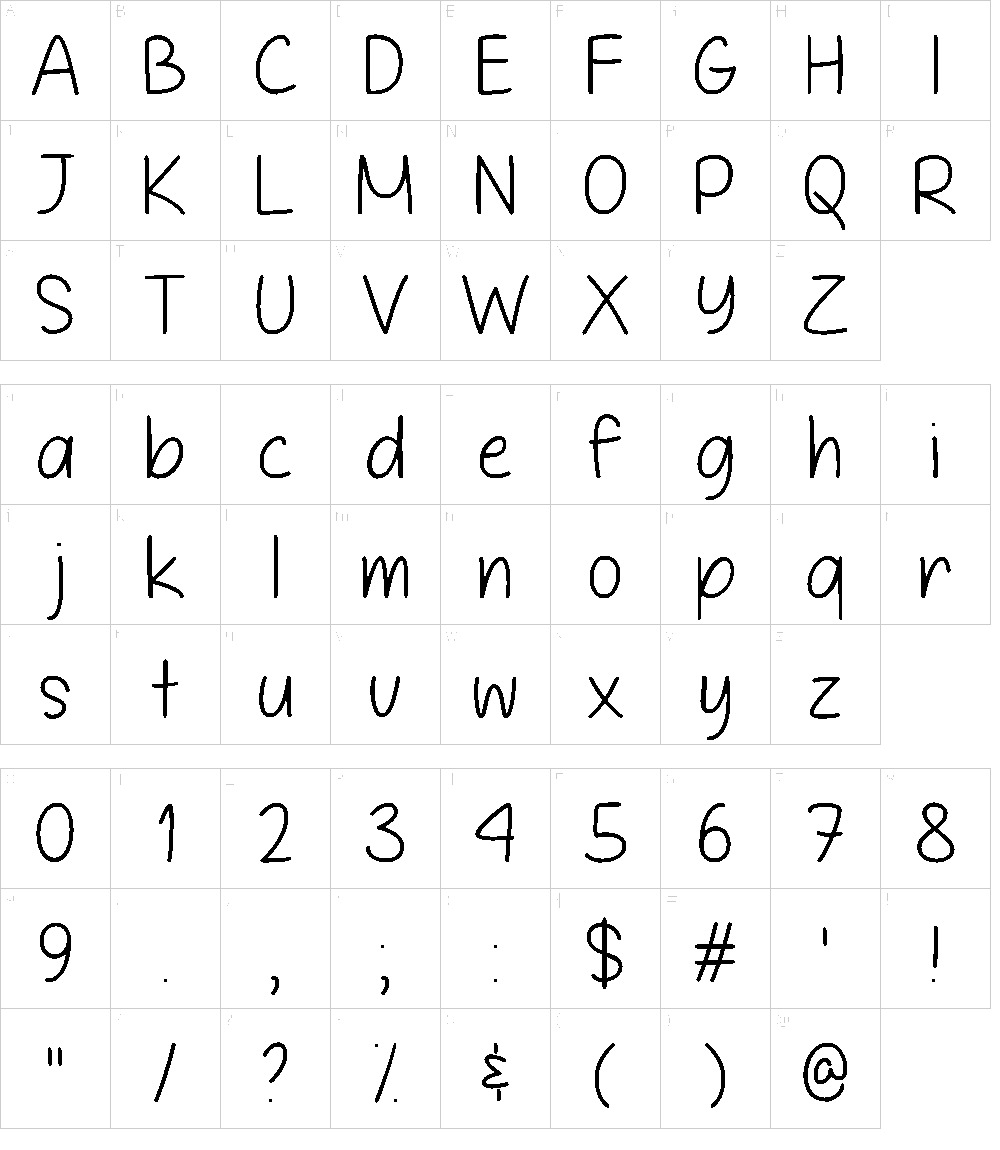 A B C D E F G H I
J K L M N O P Q R
S T U V W X Y Z
a b c d e f g h i
j k l m n o p q r
s t u v w x y z
0 1 2 3 4 5 6 7 8
9 . , ; : $ # ' !
" / ? % & ( ) @